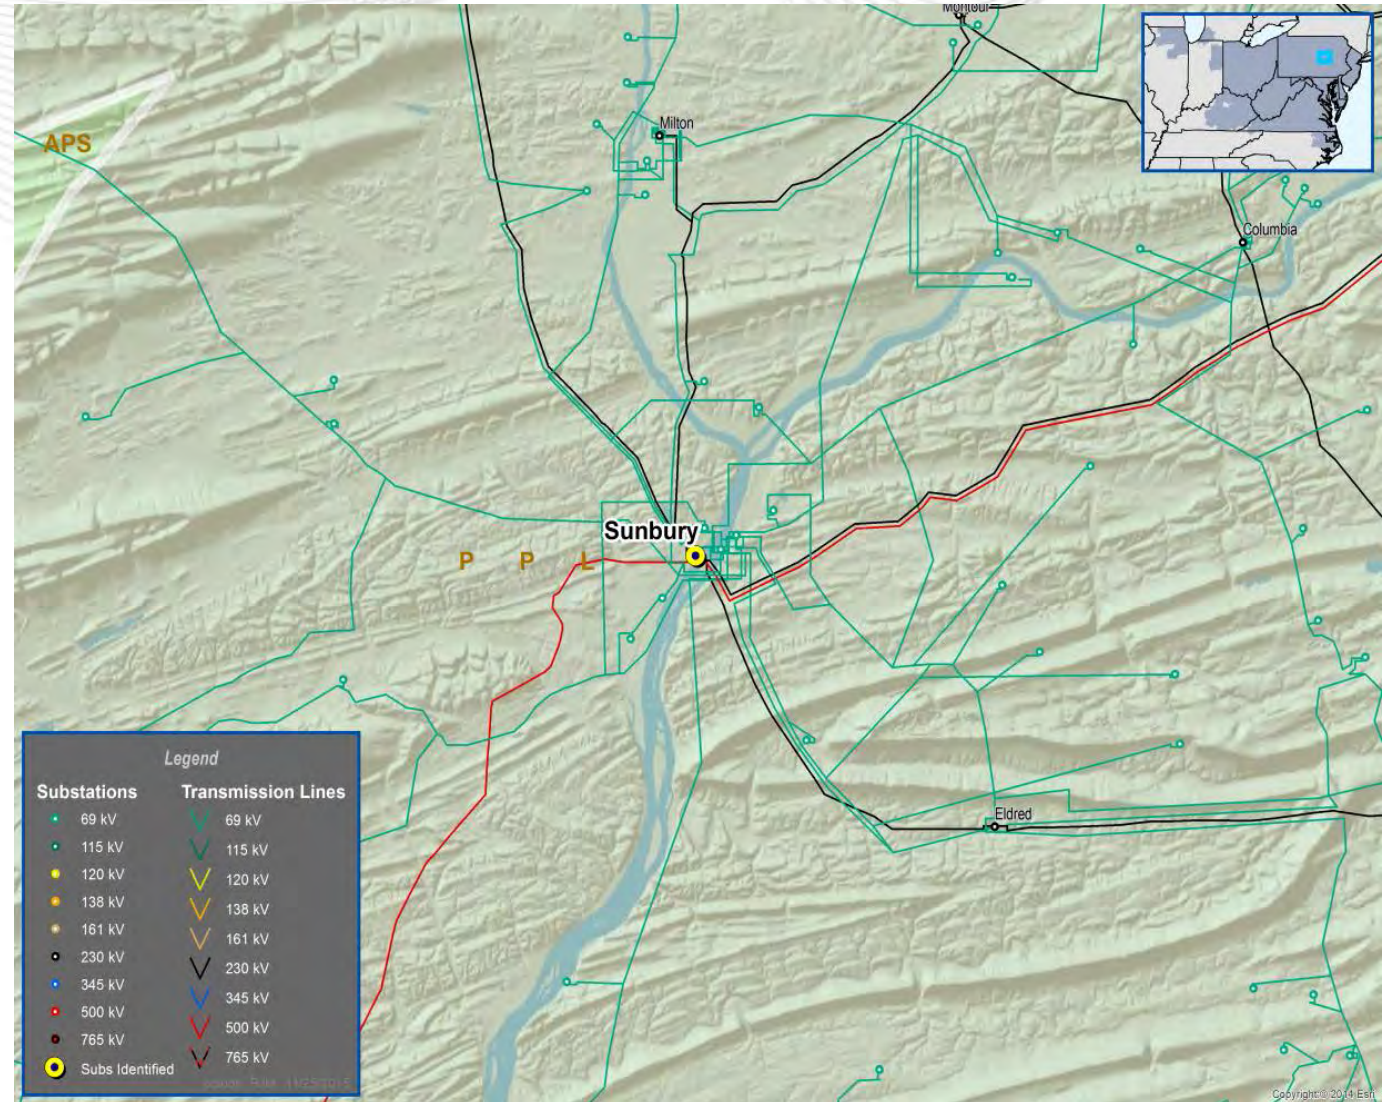 Montour
Milton
APS
Columbia
Sunbury
P P L
Eldred
Legend
Substations
69 kV
115 kV
120 kV
138 kV
161 kV
230 kV
345 kV
500 kV
765 kV
Subs Identified
Transmission Lines
69 kV
115 kV
120 kV
138 kV
161 kV
230 kV
345 kV
500 kV
765 kV
Copyright:© 2014 Esri